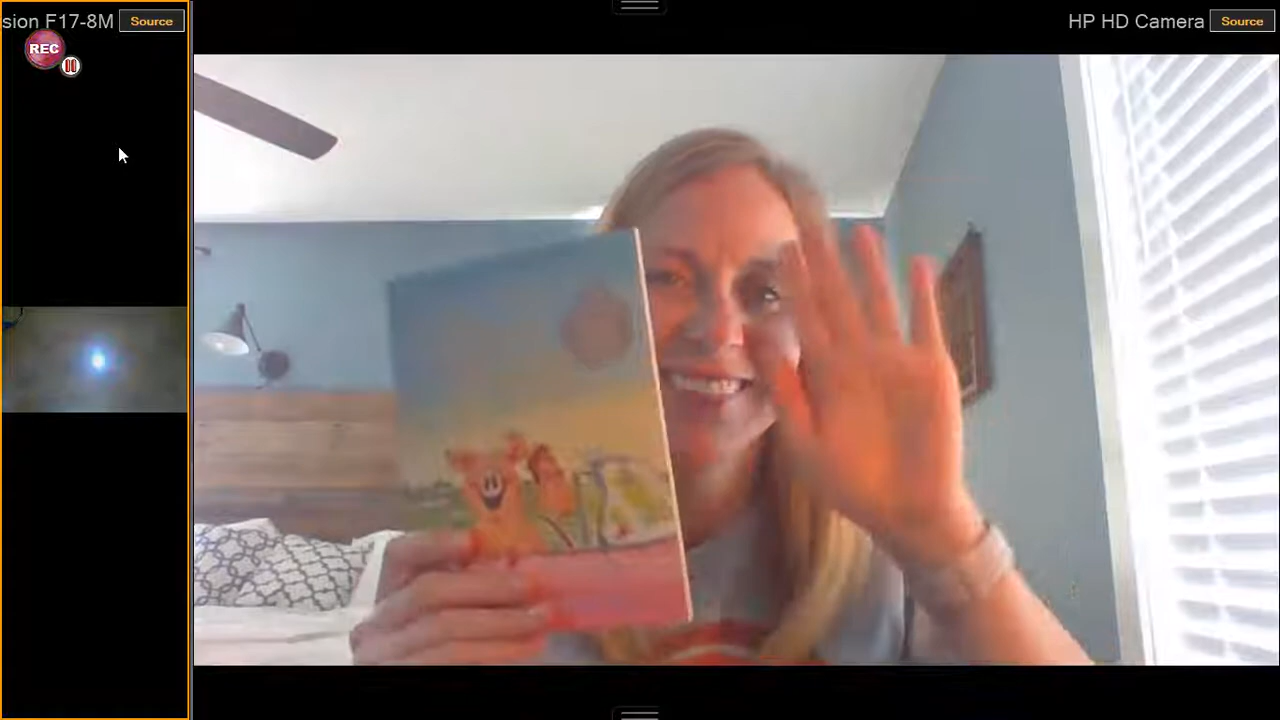 sion F17-8M
Source
HP HD Camera
Source
REC